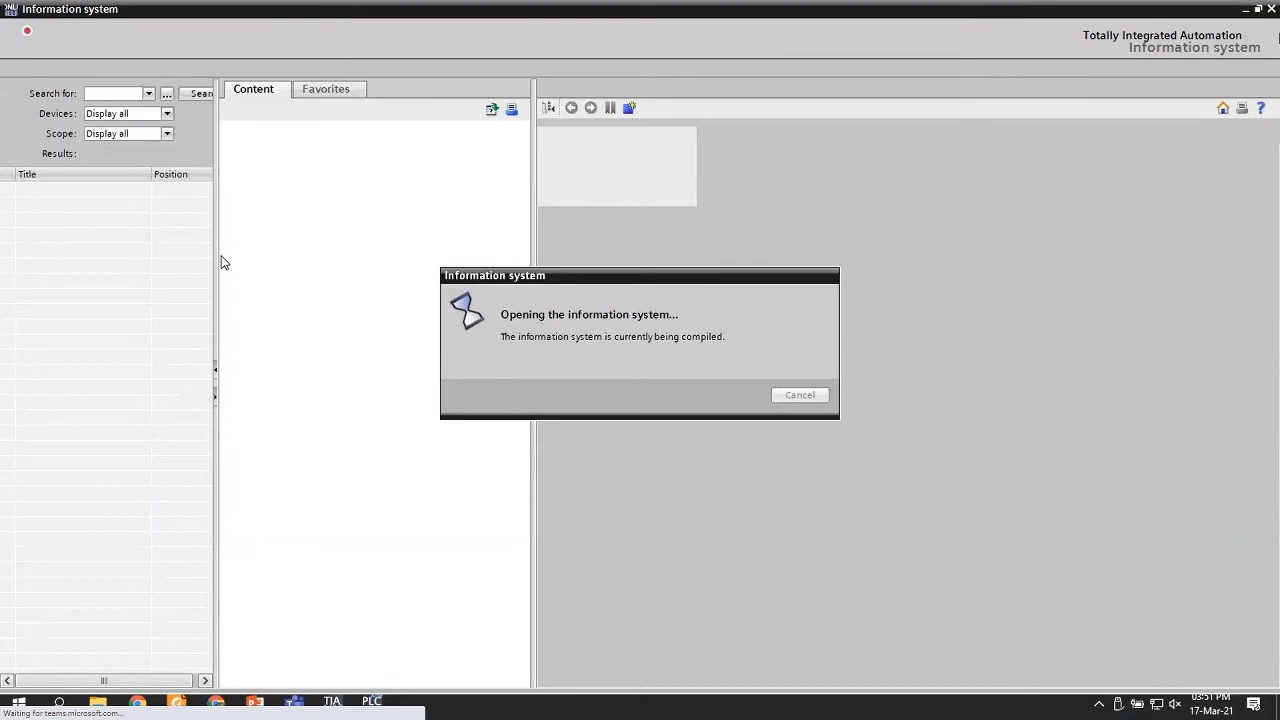 Information system
Totally Integrated Automation
Information system
Search for:
Devices: Display all
Scope: Display all
Results:
Title Position
Content Favorites
Information system
Opening the information system...
The information system is currently being compiled.
Cancel
TIA PLC
03:51 PM
17-Mar-21
Waiting for teams.microsoft.com...